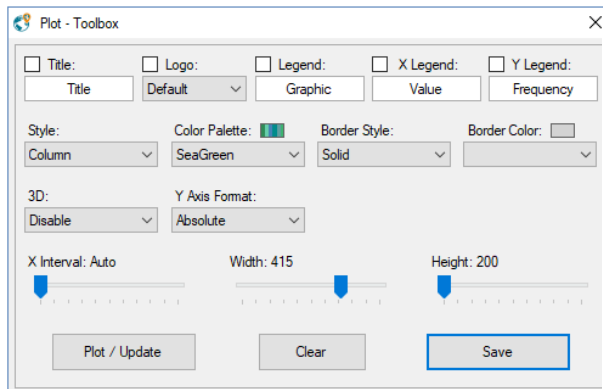 Plot - Toolbox
Title: Logo: Legend: X Legend: Y Legend:
Title Default Graphic Value Frequency
Style: Color Palette: Border Style: Border Color:
Column SeaGreen Solid
3D: Y Axis Format:
Disable Absolute
X Interval: Auto Width: 415 Height: 200
Plot / Update Clear Save